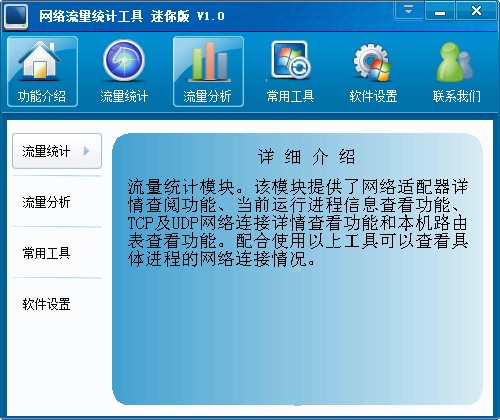 网络流量统计工具 迷你版 V1.0
功能介绍 流量统计 流量分析 常用工具 软件设置 联系我们
流量统计
流量分析
常用工具
软件设置
详 细 介 绍
流量统计模块。该模块提供了网络适配器详
情查阅功能、当前运行进程信息查看功能、
TCP及UDP网络连接详情查看功能和本机路由
表查看功能。配合使用以上工具可以查看具
体进程的网络连接情况。